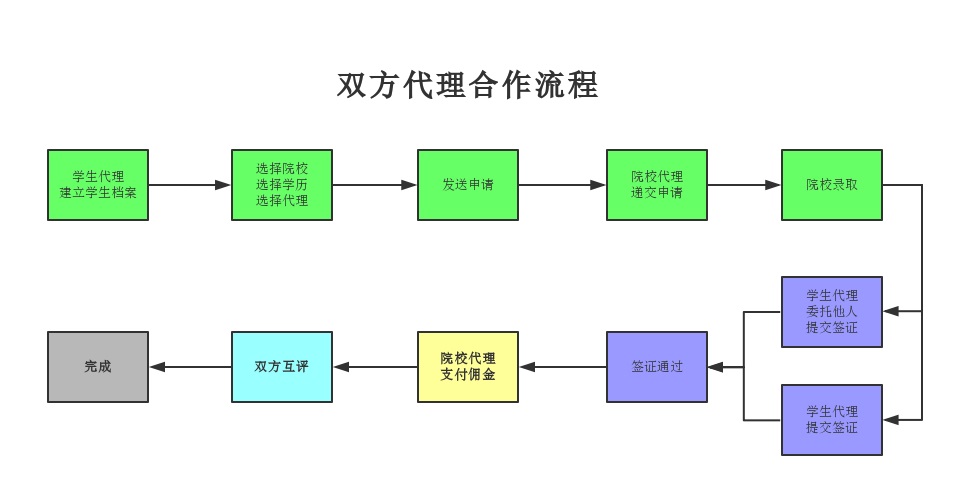 双方代理合作流程
学生代理
建立学生档案
选择院校
选择学历
选择代理
发送申请
院校代理
递交申请
院校录取
学生代理
委托他人
提交签证
学生代理
提交签证
签证通过
院校代理
支付佣金
双方互评
完成